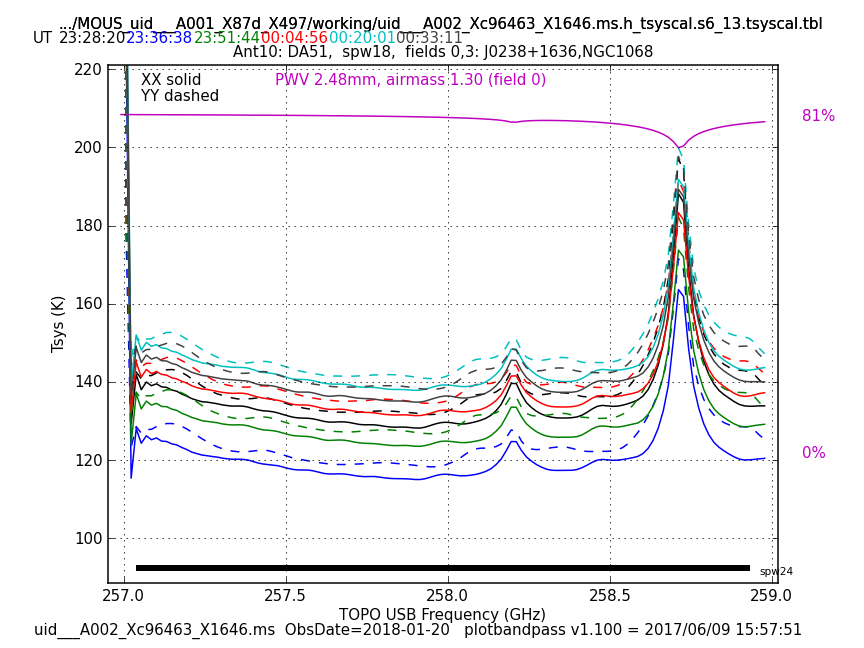 .../MOUS_uid___A001_X87d_X497/working/uid___A002_Xc96463_X1646.ms.h_tsyscal.s6_13.tsyscal.tbl
UT 23:28:20 23:36:38 23:51:44 00:04:56 00:20:01 00:33:11
Ant10: DA51,  spw18,  fields 0,3: J0238+1636,NGC1068
220
XX solid
YY dashed
PWV 2.48mm, airmass 1.30 (field 0)
81%
200
180
160
140
120
100
0%
Tsys (K)
spw24
257.0 257.5 258.0 258.5 259.0
TOPO USB Frequency (GHz)
uid___A002_Xc96463_X1646.ms  ObsDate=2018-01-20   plotbandpass v1.100 = 2017/06/09 15:57:51